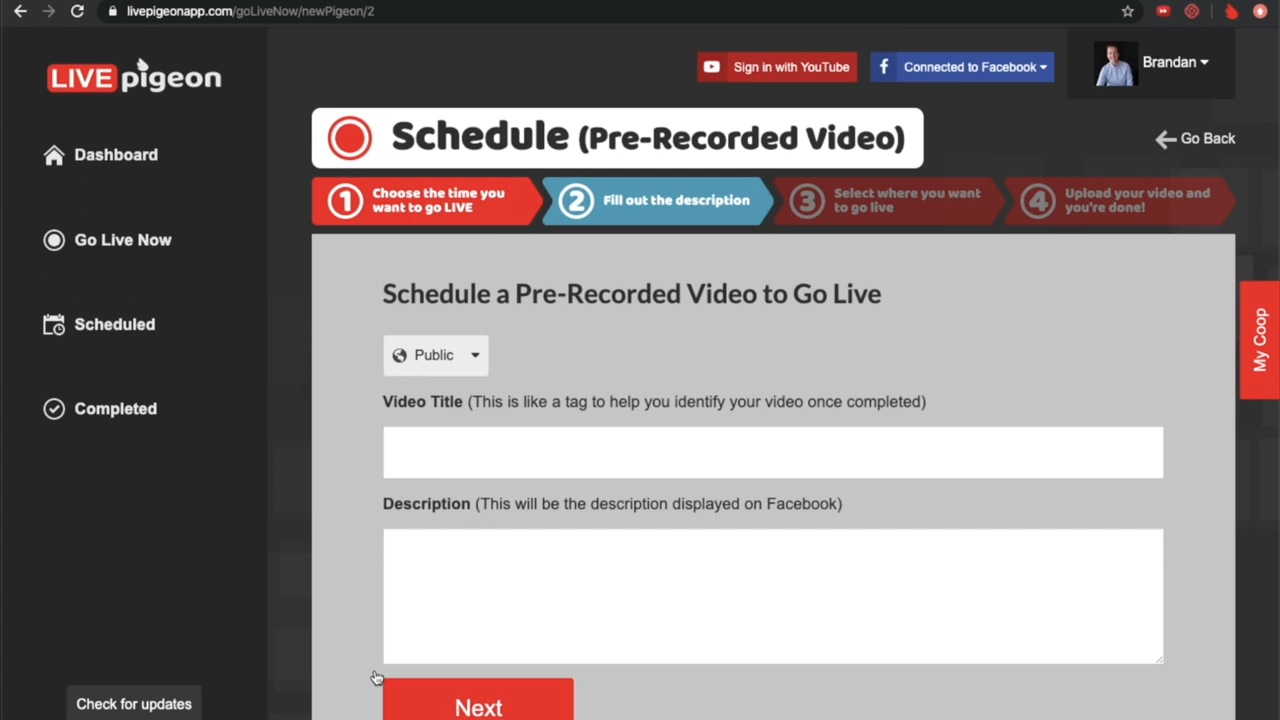 livepigeonapp.com/goLiveNow/newPigeon/2
LIVE pigeon
Sign in with YouTube
Connected to Facebook
Brandan
Schedule (Pre-Recorded Video)
Go Back
Dashboard
1 Choose the time you
want to go LIVE
2 Fill out the description
3 Select where you want
to go live
4 Upload your video and
you're done!
Go Live Now
Schedule a Pre-Recorded Video to Go Live
Scheduled
Public
My Coop
Video Title (This is like a tag to help you identify your video once completed)
Completed
Description (This will be the description displayed on Facebook)
Next
Check for updates